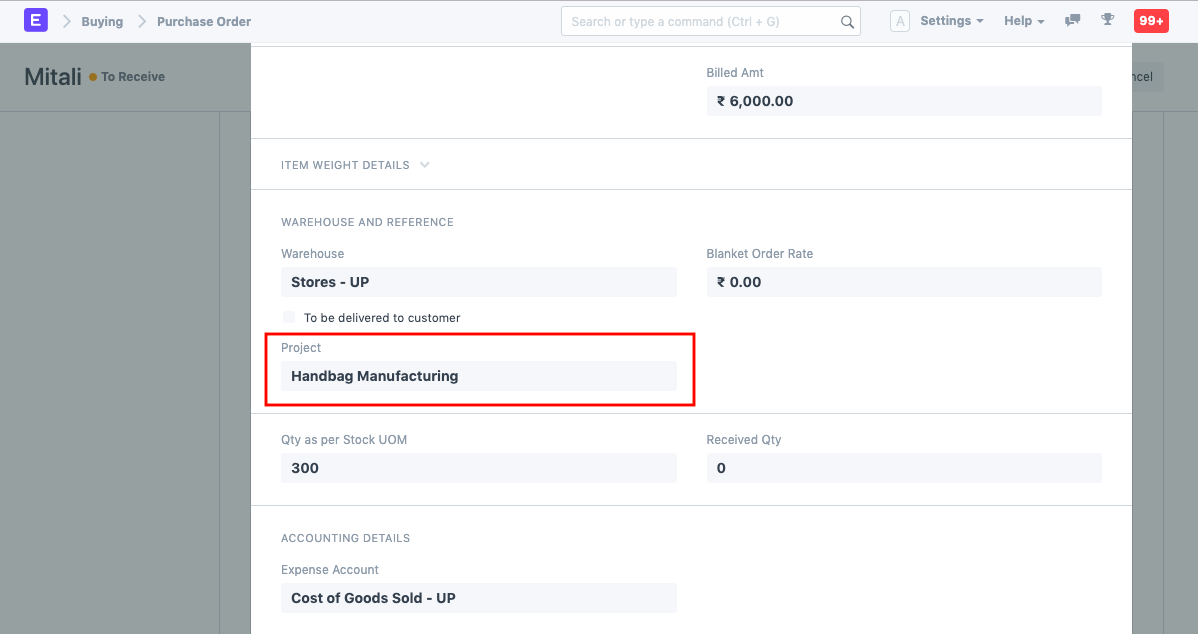 E Buying Purchase Order Search or type a command (Ctrl + G) A Settings Help 99+
Mitali To Receive
Billed Amt
₹ 6,000.00
ITEM WEIGHT DETAILS
WAREHOUSE AND REFERENCE
Warehouse
Stores - UP
Blanket Order Rate
₹ 0.00
To be delivered to customer
Project
Handbag Manufacturing
Qty as per Stock UOM
300
Received Qty
0
ACCOUNTING DETAILS
Expense Account
Cost of Goods Sold - UP